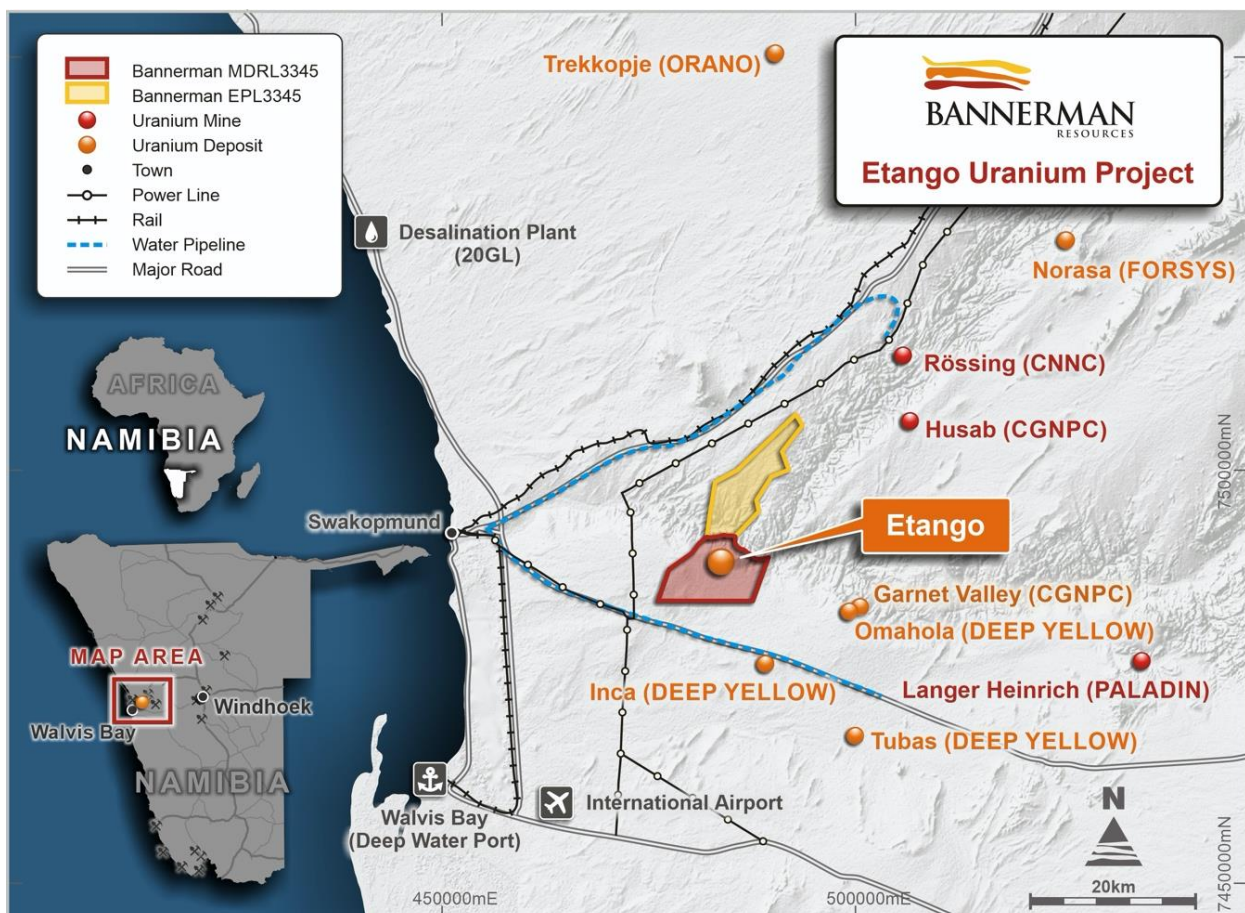 Bannerman MDRL3345
Bannerman EPL3345
Uranium Mine
Uranium Deposit
Town
Power Line
Rail
Water Pipeline
Major Road
Trekkopje (ORANO)
BANNERMAN
RESOURCES
Etango Uranium Project
Desalination Plant
(20GL)
Norasa (FORSYS)
Rössing (CNNC)
Husab (CGNPC)
AFRICA
NAMIBIA
Swakopmund
Etango
Garnet Valley (CGNPC)
Omahola (DEEP YELLOW)
Langer Heinrich (PALADIN)
Inca (DEEP YELLOW)
Tubas (DEEP YELLOW)
MAP AREA
Windhoek
Walvis Bay
NAMIBIA
Walvis Bay
(Deep Water Port)
International Airport
N
20km
450000mE
500000mE
7500000mN
7450000mN